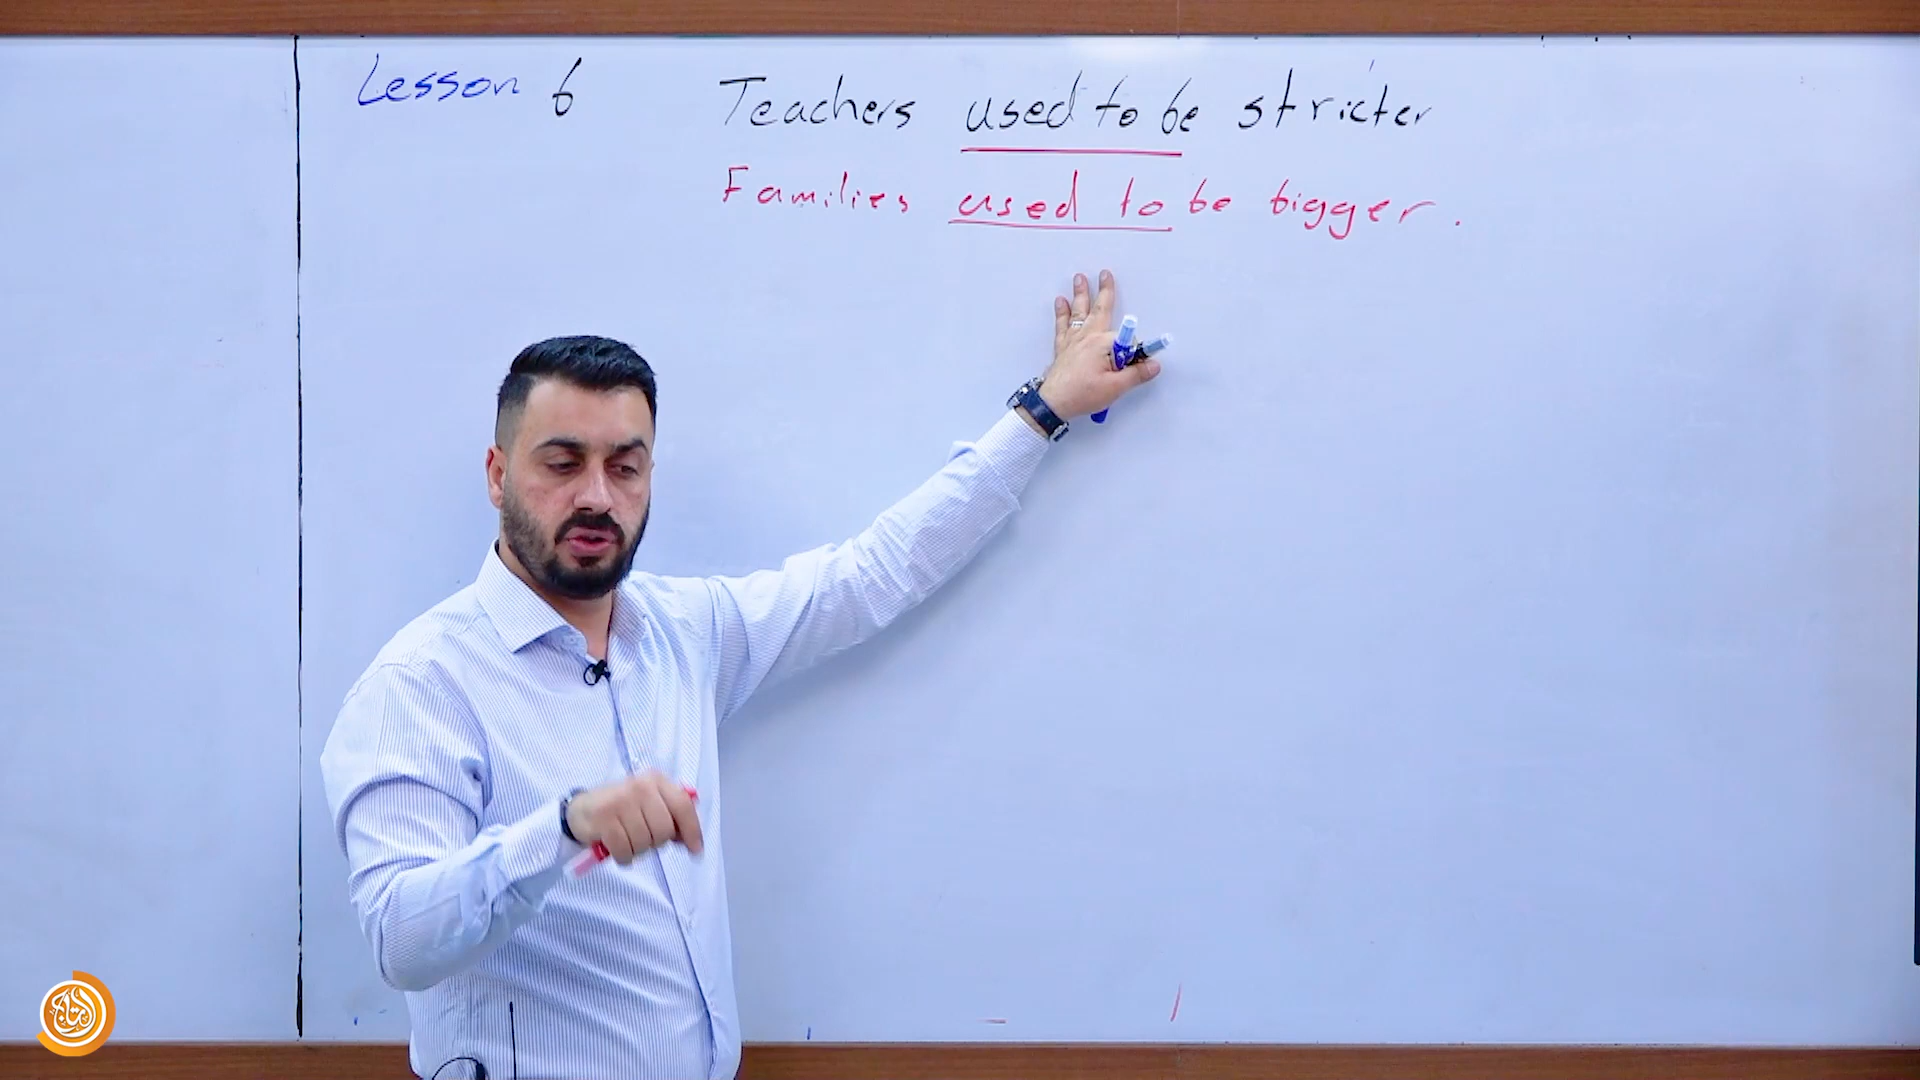 Lesson 6
Teachers used to be stricter
Families used to be bigger.